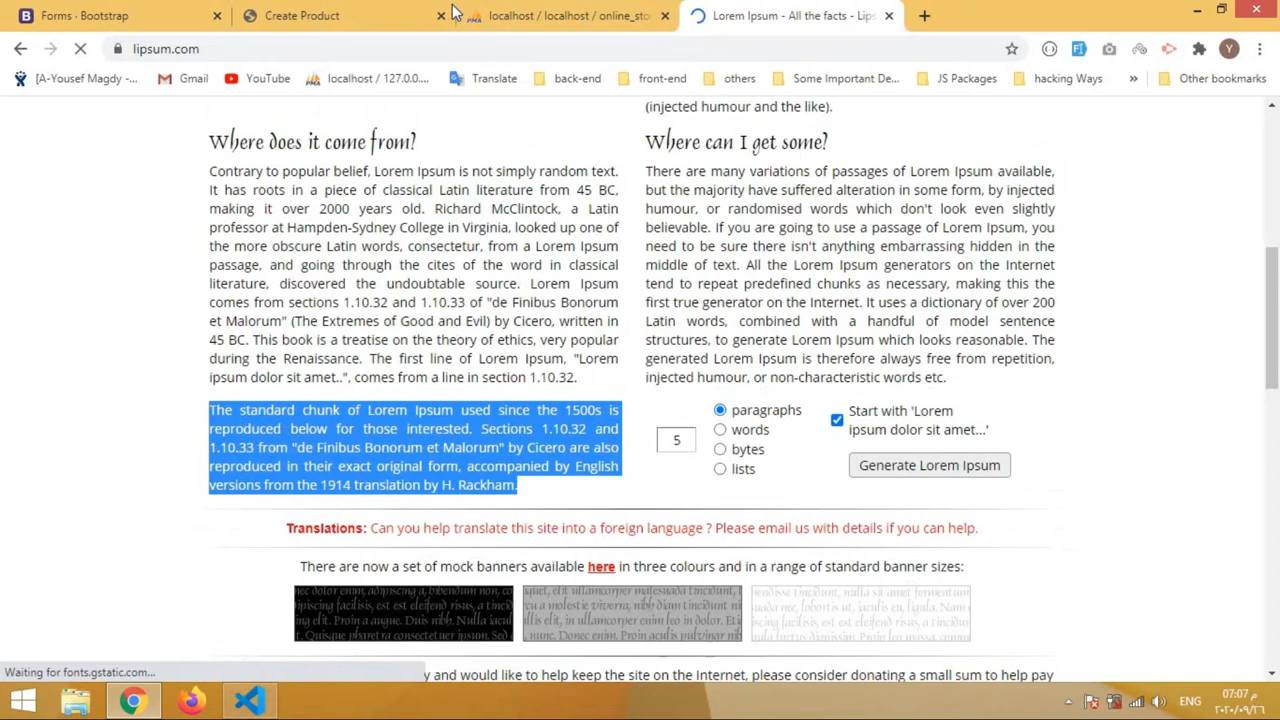 Forms · Bootstrap
Create Product
localhost / localhost / online_sto
Lorem Ipsum - All the facts - Lips
lipsum.com
Y
[A-Yousef Magdy -...
Gmail
YouTube
localhost / 127.0.0....
Translate
back-end
front-end
others
Some Important De...
JS Packages
hacking Ways
»
Other bookmarks
(injected humour and the like).
Where does it come from?
Contrary to popular belief, Lorem Ipsum is not simply random text.
It has roots in a piece of classical Latin literature from 45 BC,
making it over 2000 years old. Richard McClintock, a Latin
professor at Hampden-Sydney College in Virginia, looked up one of
the more obscure Latin words, consectetur, from a Lorem Ipsum
passage, and going through the cites of the word in classical
literature, discovered the undoubtable source. Lorem Ipsum
comes from sections 1.10.32 and 1.10.33 of "de Finibus Bonorum
et Malorum" (The Extremes of Good and Evil) by Cicero, written in
45 BC. This book is a treatise on the theory of ethics, very popular
during the Renaissance. The first line of Lorem Ipsum, "Lorem
ipsum dolor sit amet..", comes from a line in section 1.10.32.
The standard chunk of Lorem Ipsum used since the 1500s is
reproduced below for those interested. Sections 1.10.32 and
1.10.33 from "de Finibus Bonorum et Malorum" by Cicero are also
reproduced in their exact original form, accompanied by English
versions from the 1914 translation by H. Rackham.
Where can I get some?
There are many variations of passages of Lorem Ipsum available,
but the majority have suffered alteration in some form, by injected
humour, or randomised words which don't look even slightly
believable. If you are going to use a passage of Lorem Ipsum, you
need to be sure there isn't anything embarrassing hidden in the
middle of text. All the Lorem Ipsum generators on the Internet
tend to repeat predefined chunks as necessary, making this the
first true generator on the Internet. It uses a dictionary of over 200
Latin words, combined with a handful of model sentence
structures, to generate Lorem Ipsum which looks reasonable. The
generated Lorem Ipsum is therefore always free from repetition,
injected humour, or non-characteristic words etc.
5
paragraphs
words
bytes
lists
Start with 'Lorem
ipsum dolor sit amet...'
Generate Lorem Ipsum
Translations: Can you help translate this site into a foreign language ? Please email us with details if you can help.
There are now a set of mock banners available here in three colours and in a range of standard banner sizes:
Waiting for fonts.gstatic.com...
y and would like to help keep the site on the Internet, please consider donating a small sum to help pay
ENG
07:07 م
٢٠٢٠/٠٩/٢٦